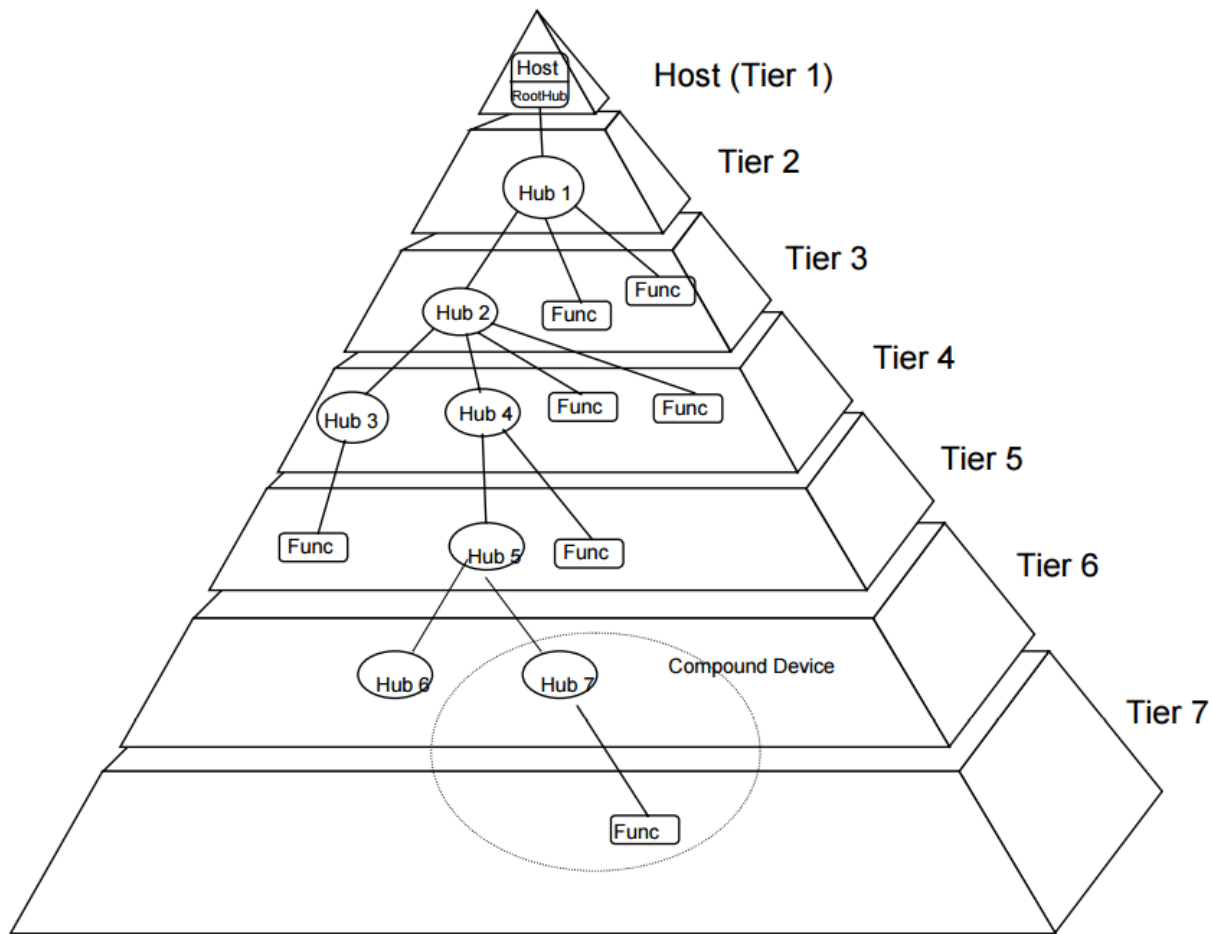 Host
RootHub
Host (Tier 1)
Hub 1
Tier 2
Hub 2
Func
Func
Tier 3
Hub 3
Hub 4
Func
Func
Tier 4
Func
Hub 5
Func
Tier 5
Hub 6
Hub 7
Compound Device
Tier 6
Func
Tier 7